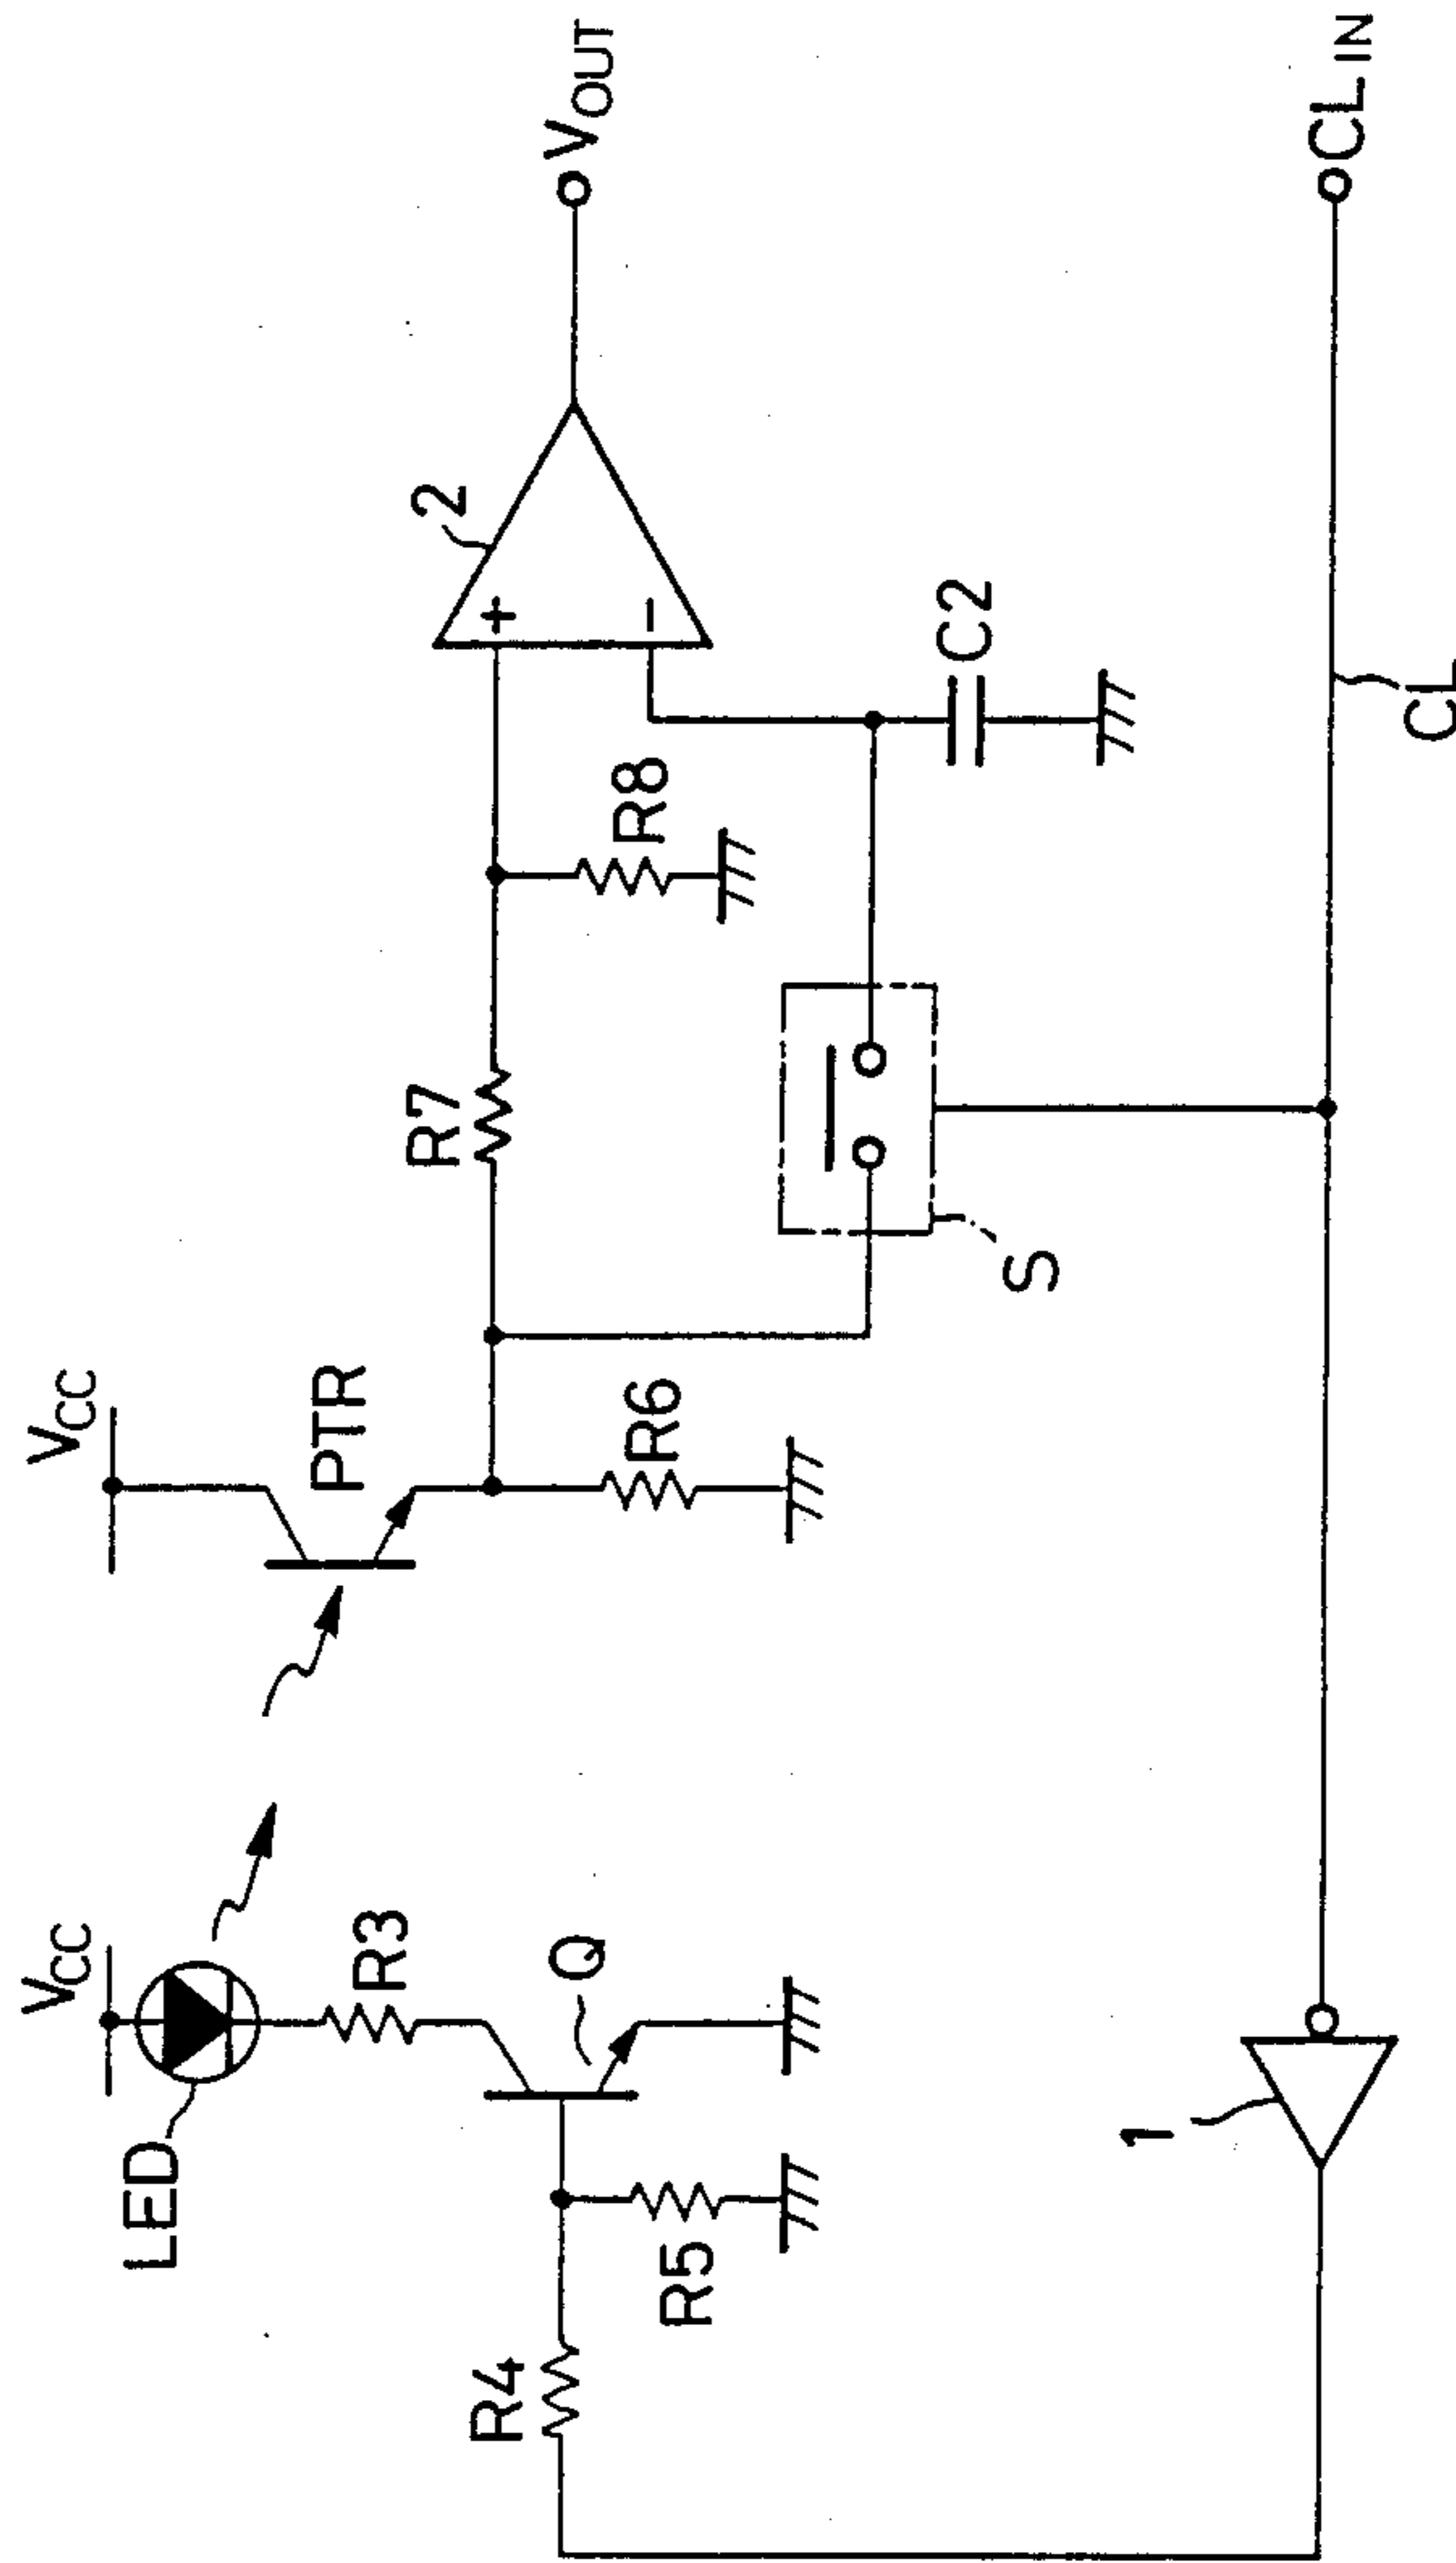 VCC
LED
R3
Q
R4
R5
VCC
PTR
R6
R7
R8
S
C2
2
+
−
VOUT
1
CL
CLIN